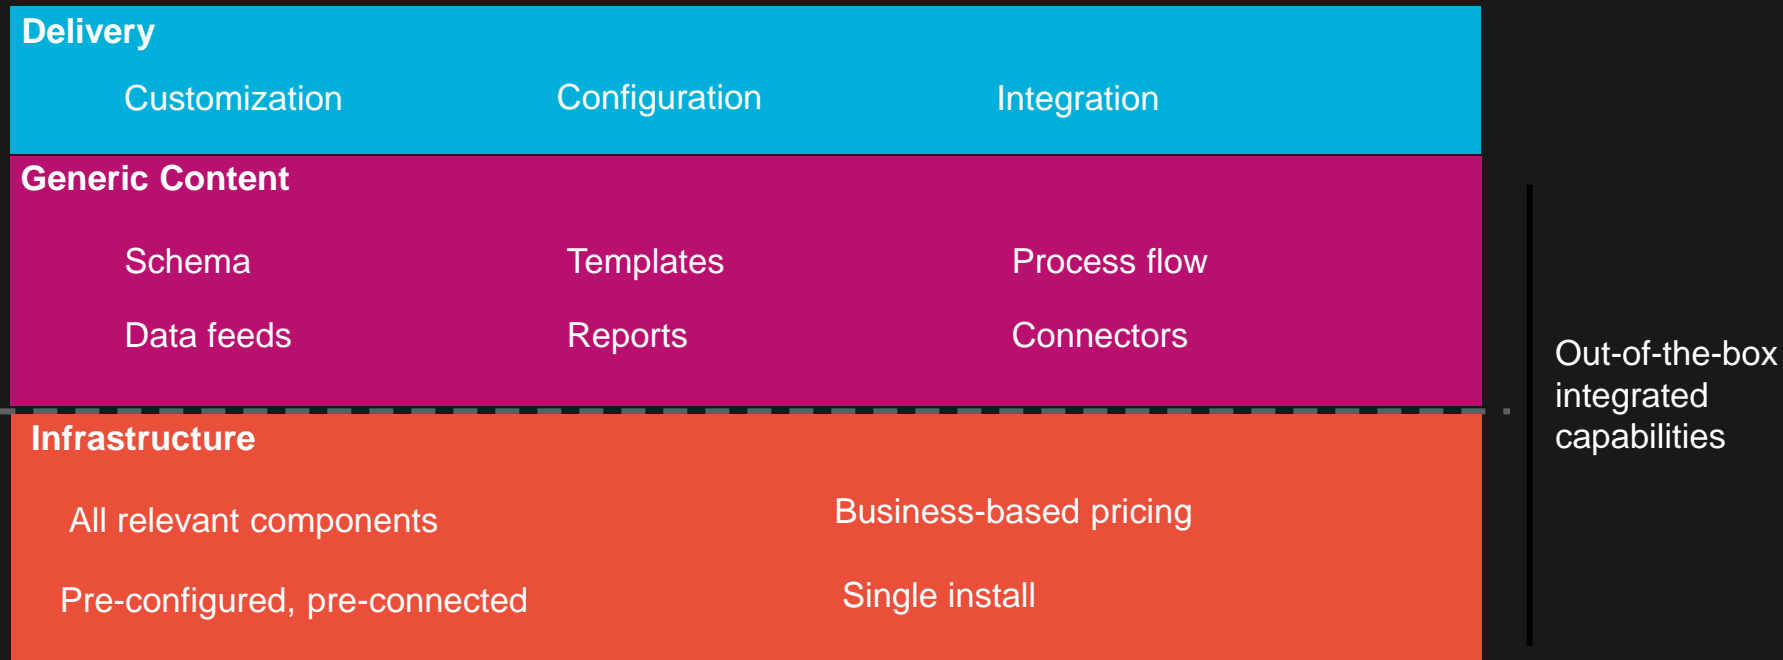 Delivery
Customization
Configuration
Integration
Generic Content
Schema
Templates
Process flow
Data feeds
Reports
Connectors
Out-of-the-box
integrated
capabilities
Infrastructure
All relevant components
Business-based pricing
Pre-configured, pre-connected
Single install